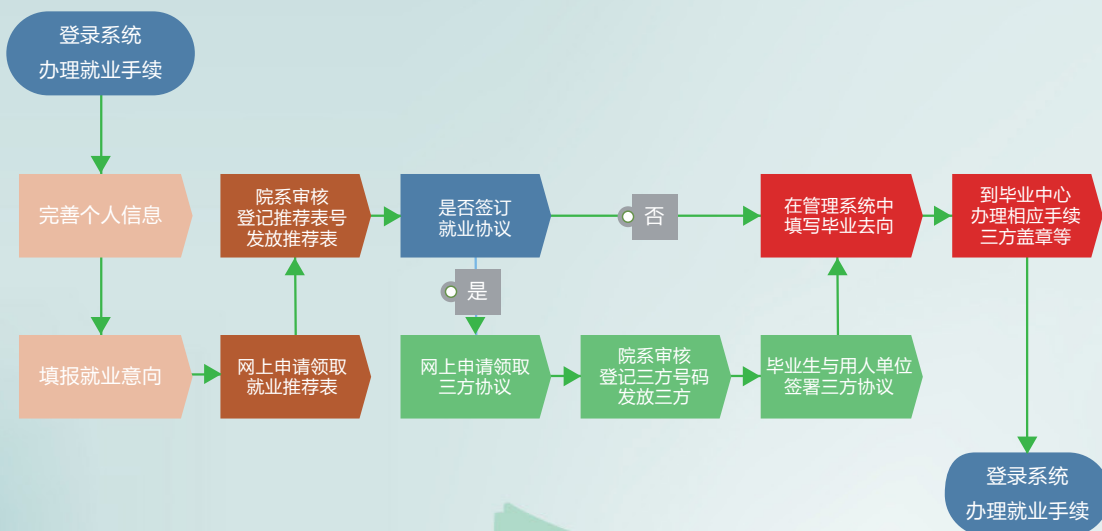 登录系统
办理就业手续
完善个人信息
填报就业意向
网上申请领取
就业推荐表
院系审核
登记推荐表号
发放推荐表
是否签订
就业协议
否
是
网上申请领取
三方协议
院系审核
登记三方号码
发放三方
毕业生与用人单位
签署三方协议
在管理系统中
填写毕业去向
到毕业中心
办理相应手续
三方盖章等
登录系统
办理就业手续